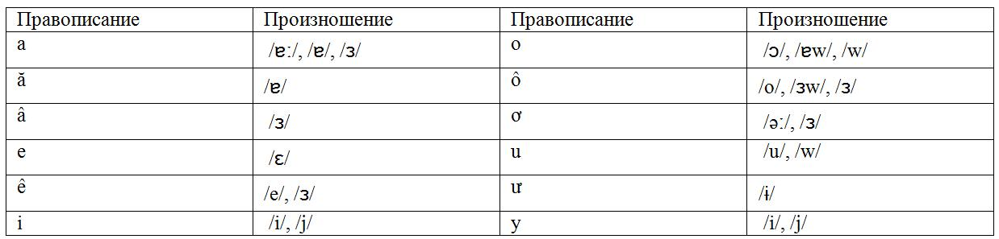 Правописание Произношение Правописание Произношение
a /ɐː/, /ɐ/, /ɜ/ o /ɔ/, /ɐw/, /w/
ă /ɐ/ ô /o/, /ɜw/, /ɜ/
â /ɜ/ ơ /əː/, /ɜ/
e /ɛ/ u /u/, /w/
ê /e/, /ɜ/ ư /ɨ/
i /i/, /j/ y /i/, /j/